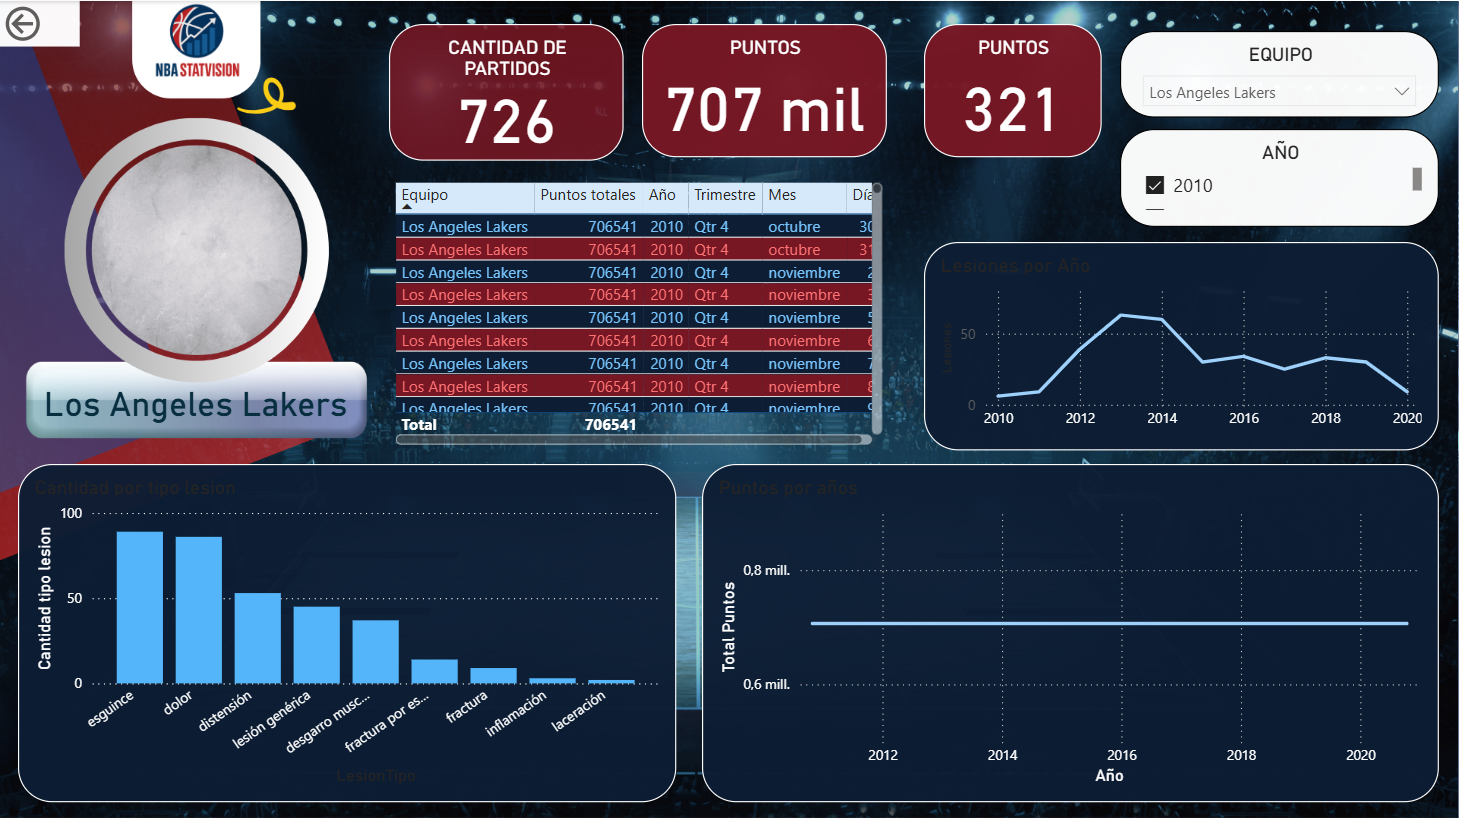 NBA STATVISION
CANTIDAD DE
PARTIDOS
726
PUNTOS
707 mil
PUNTOS
321
EQUIPO
Los Angeles Lakers
AÑO
2010
Los Angeles Lakers
Equipo Puntos totales Año Trimestre Mes Día
Los Angeles Lakers 706541 2010 Qtr 4 octubre 30
Los Angeles Lakers 706541 2010 Qtr 4 octubre 31
Los Angeles Lakers 706541 2010 Qtr 4 noviembre 2
Los Angeles Lakers 706541 2010 Qtr 4 noviembre 3
Los Angeles Lakers 706541 2010 Qtr 4 noviembre 5
Los Angeles Lakers 706541 2010 Qtr 4 noviembre 6
Los Angeles Lakers 706541 2010 Qtr 4 noviembre 7
Los Angeles Lakers 706541 2010 Qtr 4 noviembre 8
Los Angeles Lakers 706541 2010 Qtr 4 noviembre 9
Total 706541
Lesiones por Año
Lesiones
50
0
2010 2012 2014 2016 2018 2020
Cantidad por tipo lesion
Cantidad tipo lesion
100
50
0
esguince
dolor
distensión
lesión genérica
desgarro musc...
fractura por es...
fractura
inflamación
laceración
LesionTipo
Puntos por años
Total Puntos
0,8 mill.
0,6 mill.
2012 2014 2016 2018 2020
Año